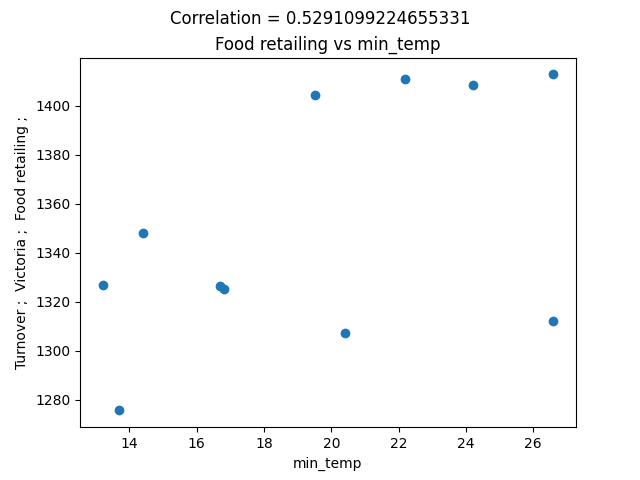 Correlation = 0.5291099224655331
Food retailing vs min_temp
Turnover ;  Victoria ;  Food retailing ;
1400
1380
1360
1340
1320
1300
1280
14 16 18 20 22 24 26
min_temp